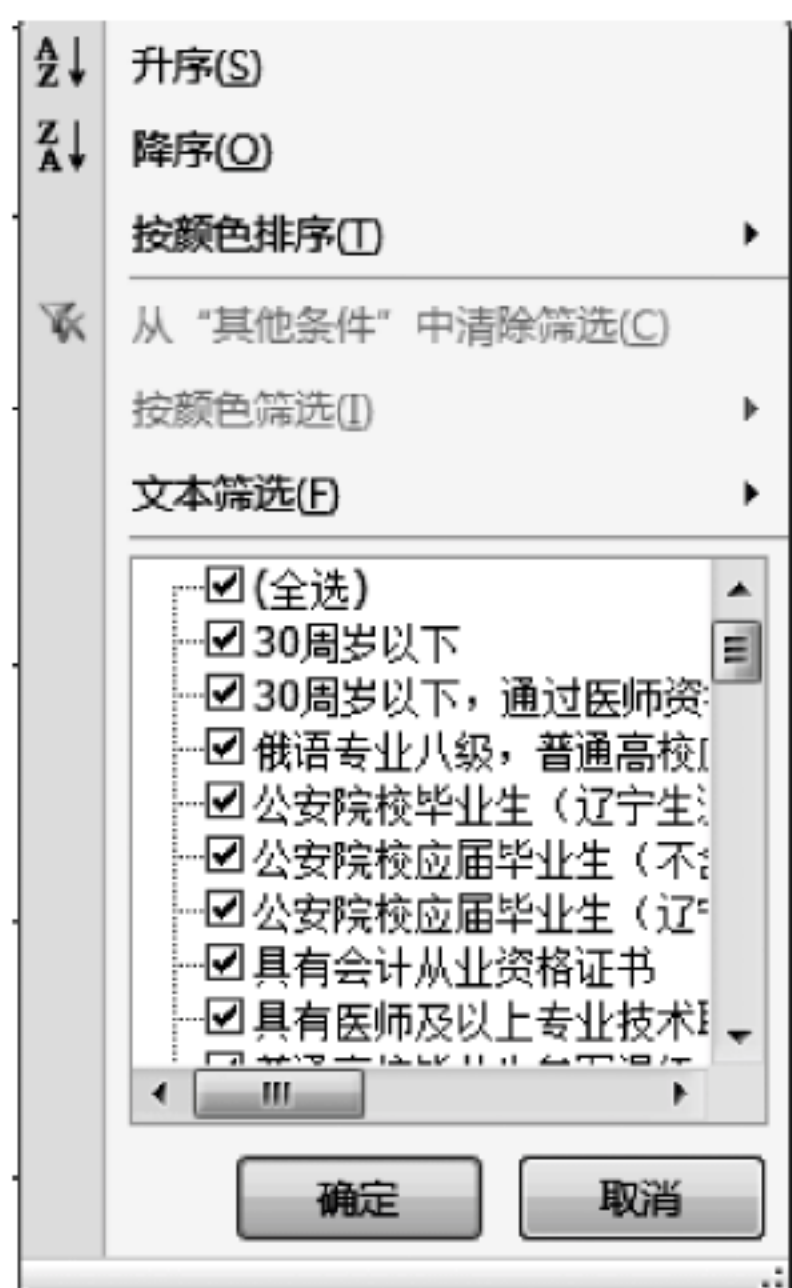 升序(S)
降序(O)
按颜色排序(T)
从“其他条件”中清除筛选(C)
按颜色筛选(I)
文本筛选(F)
(全选)
30周岁以下
30周岁以下，通过医师资
俄语专业八级，普通高校
公安院校毕业生（辽宁生
公安院校应届毕业生（不
公安院校应届毕业生（辽
具有会计从业资格证书
具有医师及以上专业技术
确定
取消